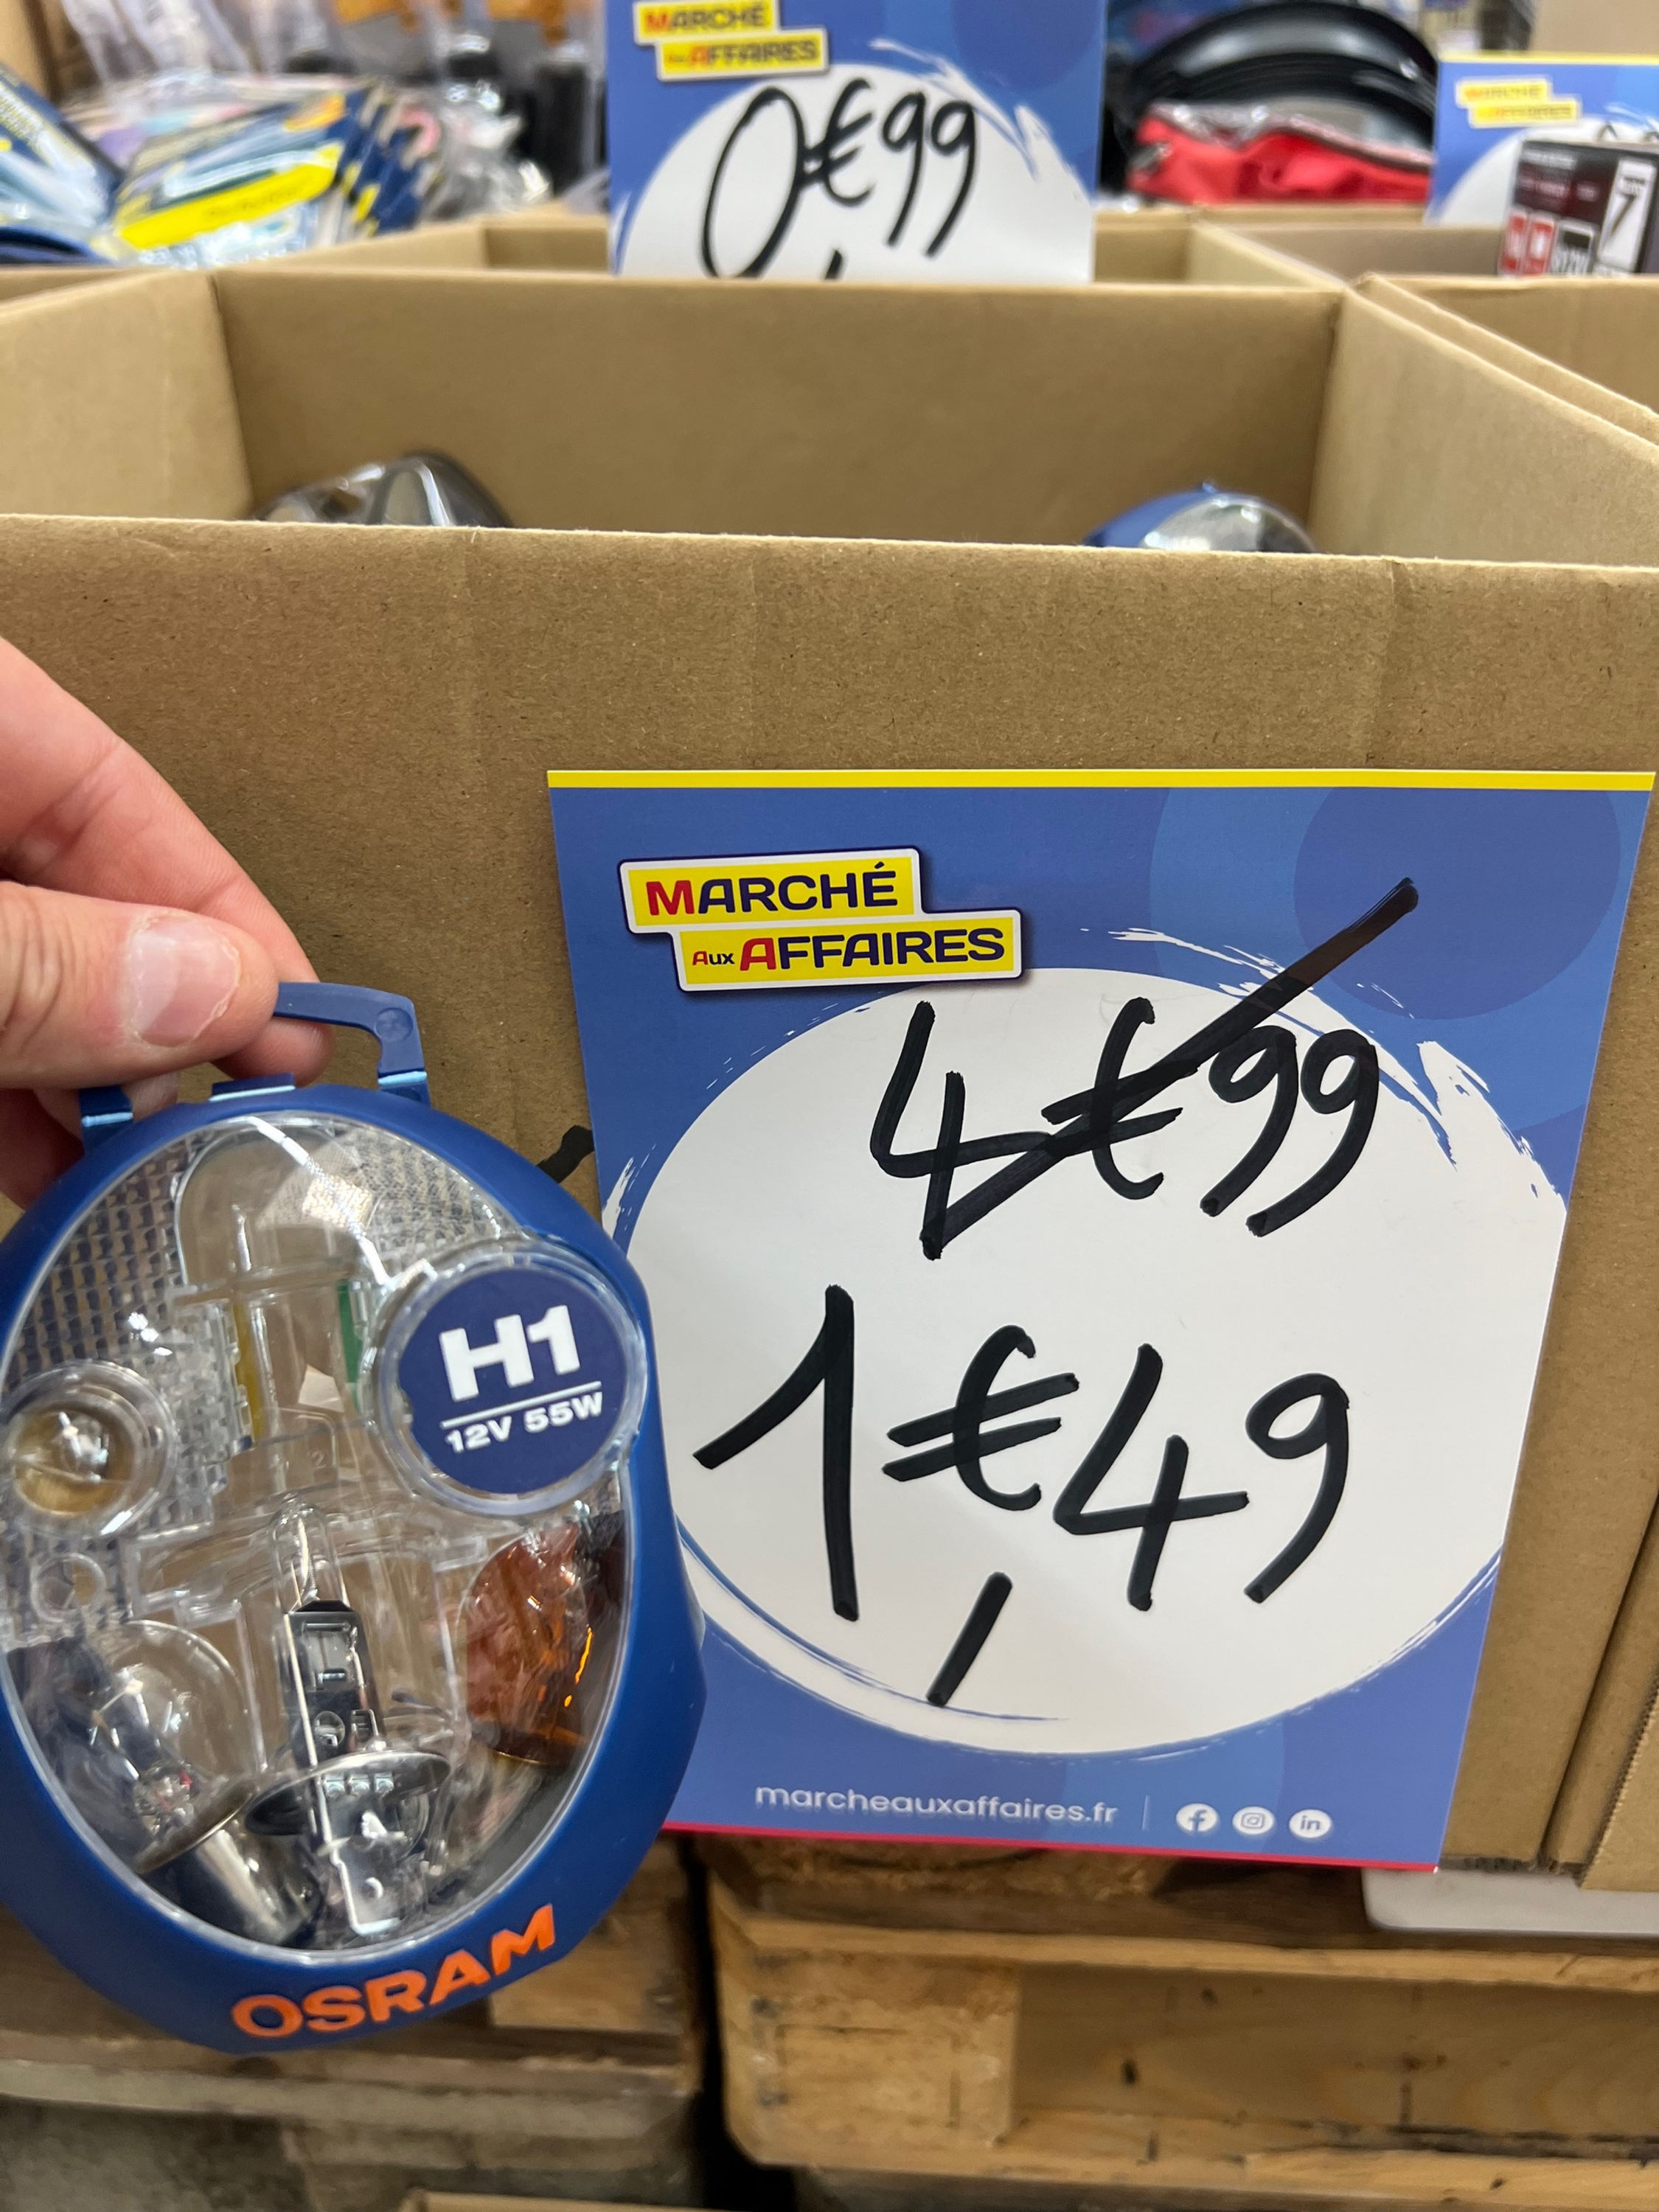 MARCHÉ
AUX AFFAIRES
0€99
MARCHÉ
Aux AFFAIRES
4€99
1€49
H1
12V 55W
OSRAM
marcheauxaffaires.fr